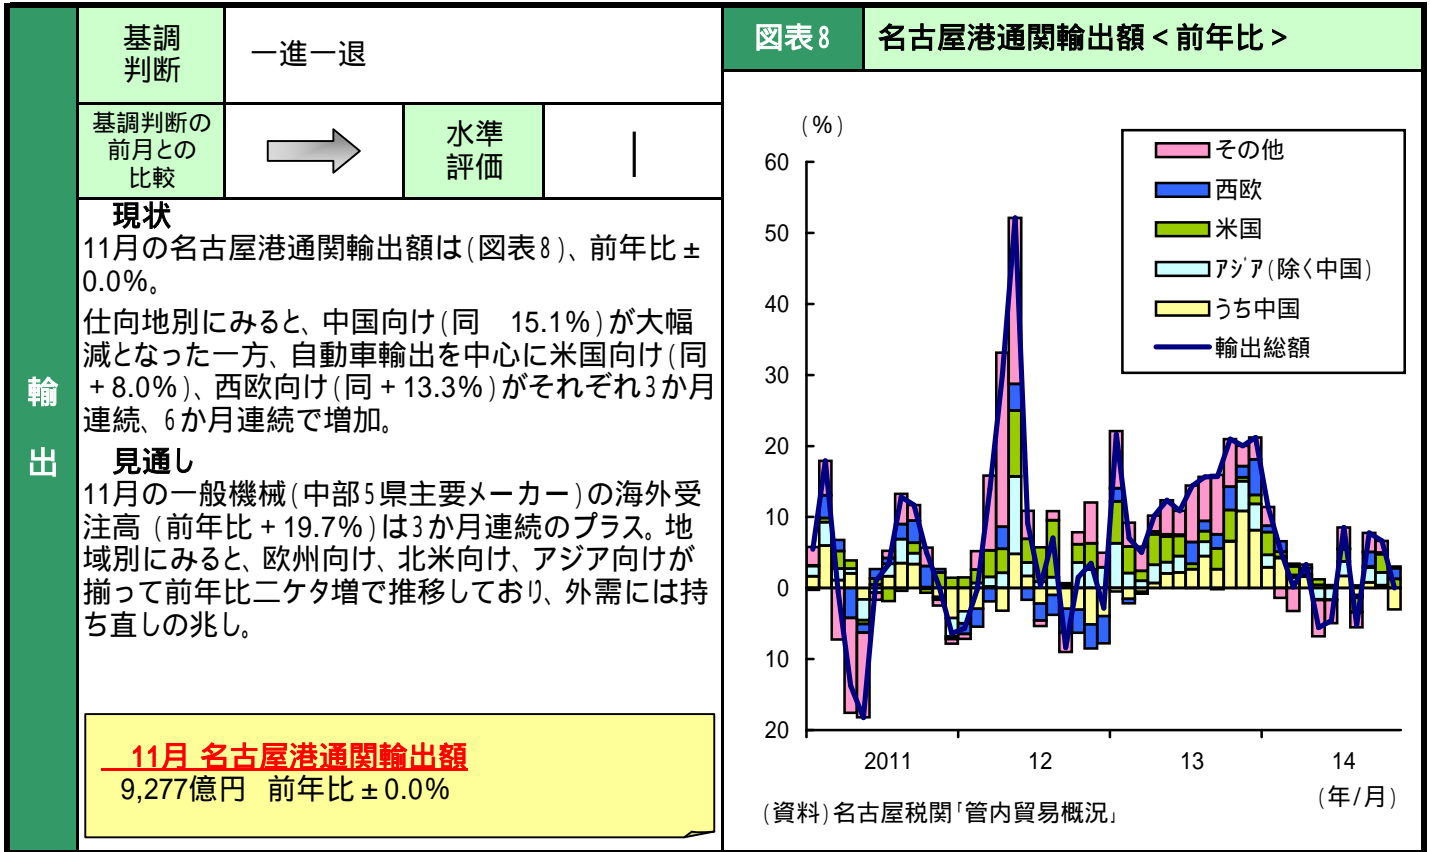 輸
出
基調
判断
一進一退
基調判断の
前月との
比較
水準
評価
|
現状
11月の名古屋港通関輸出額は(図表8)、前年比±
0.0%。
仕向地別にみると、中国向け(同　15.1%)が大幅
減となった一方、自動車輸出を中心に米国向け(同
+8.0%)、西欧向け(同+13.3%)がそれぞれ3か月
連続、6か月連続で増加。
見通し
11月の一般機械(中部5県主要メーカー)の海外受
注高 (前年比+19.7%)は3か月連続のプラス。地
域別にみると、欧州向け、北米向け、アジア向けが
揃って前年比二ケタ増で推移しており、外需には持
ち直しの兆し。
11月 名古屋港通関輸出額
9,277億円 前年比±0.0%
図表8
名古屋港通関輸出額<前年比>
(%)
60
50
40
30
20
10
0
10
20
その他
西欧
米国
アジア(除く中国)
うち中国
輸出総額
2011
12
13
14
(年/月)
(資料)名古屋税関「管内貿易概況」